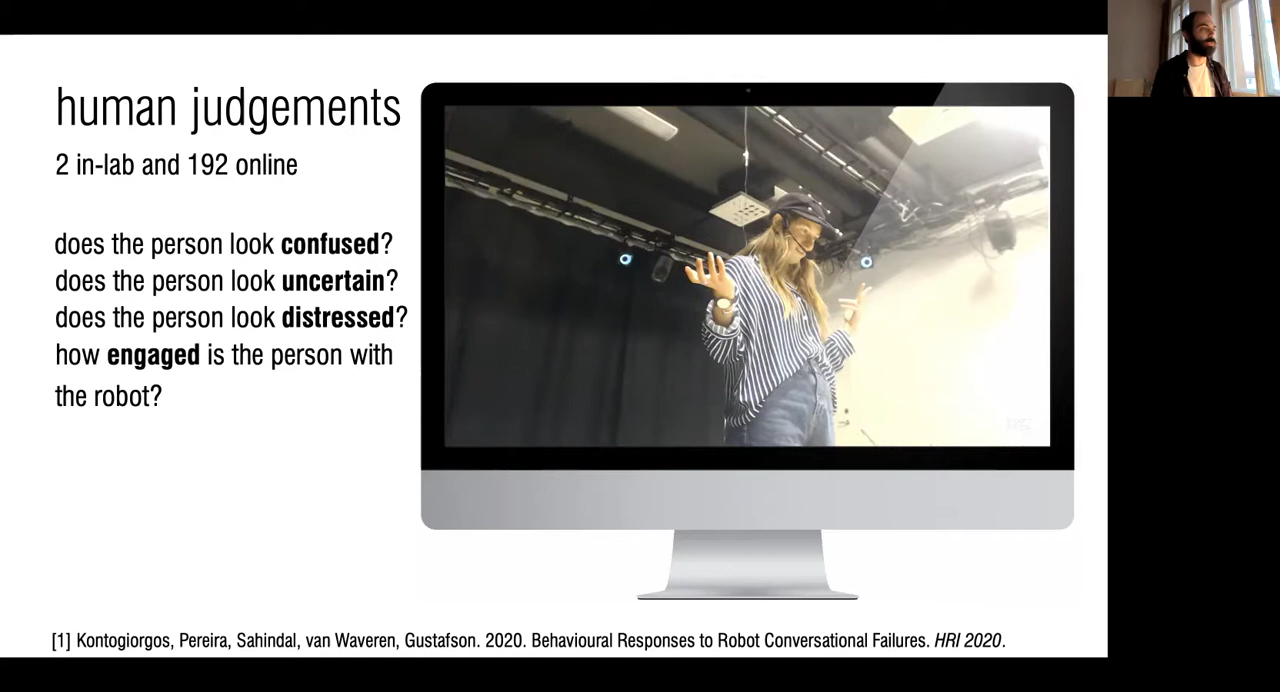 human judgements
2 in-lab and 192 online
does the person look confused?
does the person look uncertain?
does the person look distressed?
how engaged is the person with
the robot?
[1] Kontogiorgos, Pereira, Sahindal, van Waveren, Gustafson. 2020. Behavioural Responses to Robot Conversational Failures. HRI 2020.